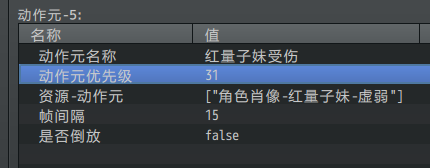 动作元-5:
名称 值
动作元名称 红量子妹受伤
动作元优先级 31
资源-动作元 ["角色肖像-红量子妹-虚弱"]
帧间隔 15
是否倒放 false